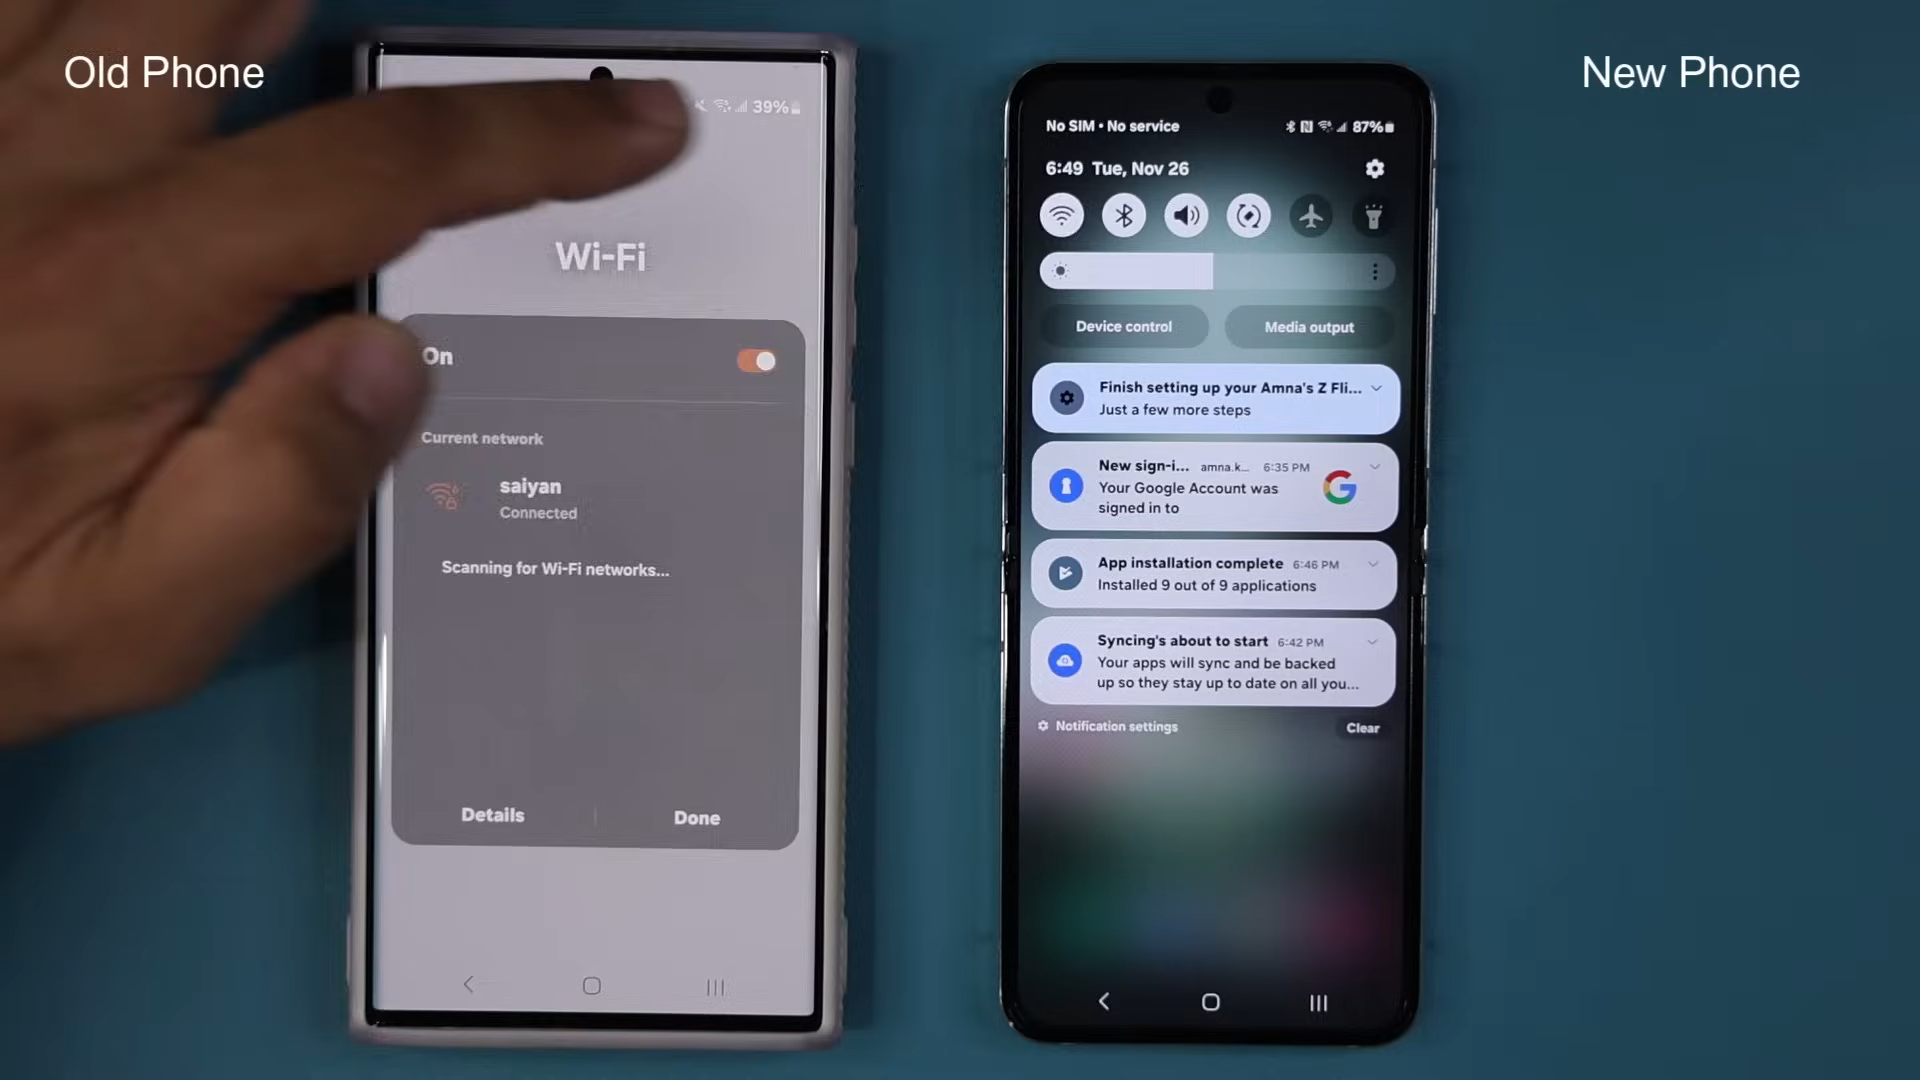 Old Phone
New Phone
39%
Wi-Fi
On
Current network
saiyan
Connected
Scanning for Wi-Fi networks...
Details
Done
No SIM • No service
87%
6:49 Tue, Nov 26
Device control
Media output
Finish setting up your Amna's Z Fli...
Just a few more steps
New sign-i... amna.k... 6:35 PM
Your Google Account was
signed in to
App installation complete 6:46 PM
Installed 9 out of 9 applications
Syncing's about to start 6:42 PM
Your apps will sync and be backed
up so they stay up to date on all you...
Notification settings
Clear